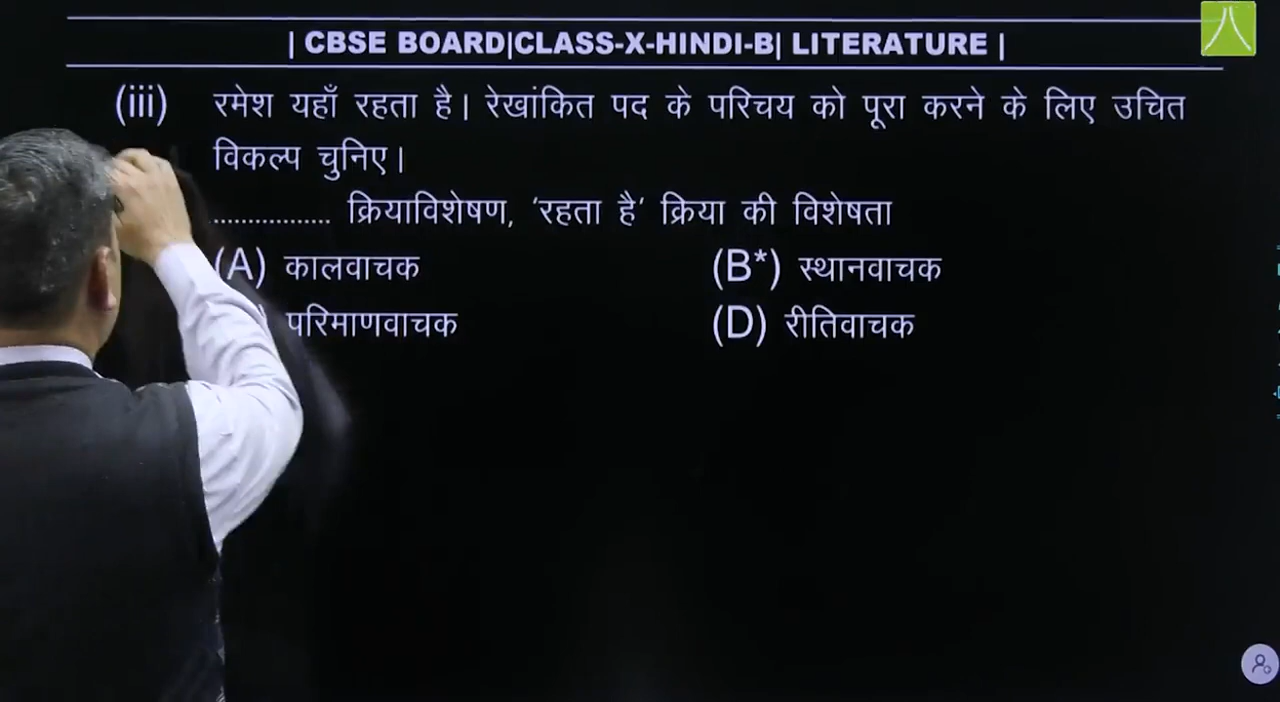 | CBSE BOARD|CLASS-X-HINDI-B| LITERATURE |
(iii) रमेश यहाँ रहता है। रेखांकित पद के परिचय को पूरा करने के लिए उचित
विकल्प चुनिए।
................. क्रियाविशेषण, 'रहता है' क्रिया की विशेषता
(A) कालवाचक (B*) स्थानवाचक
परिमाणवाचक (D) रीतिवाचक